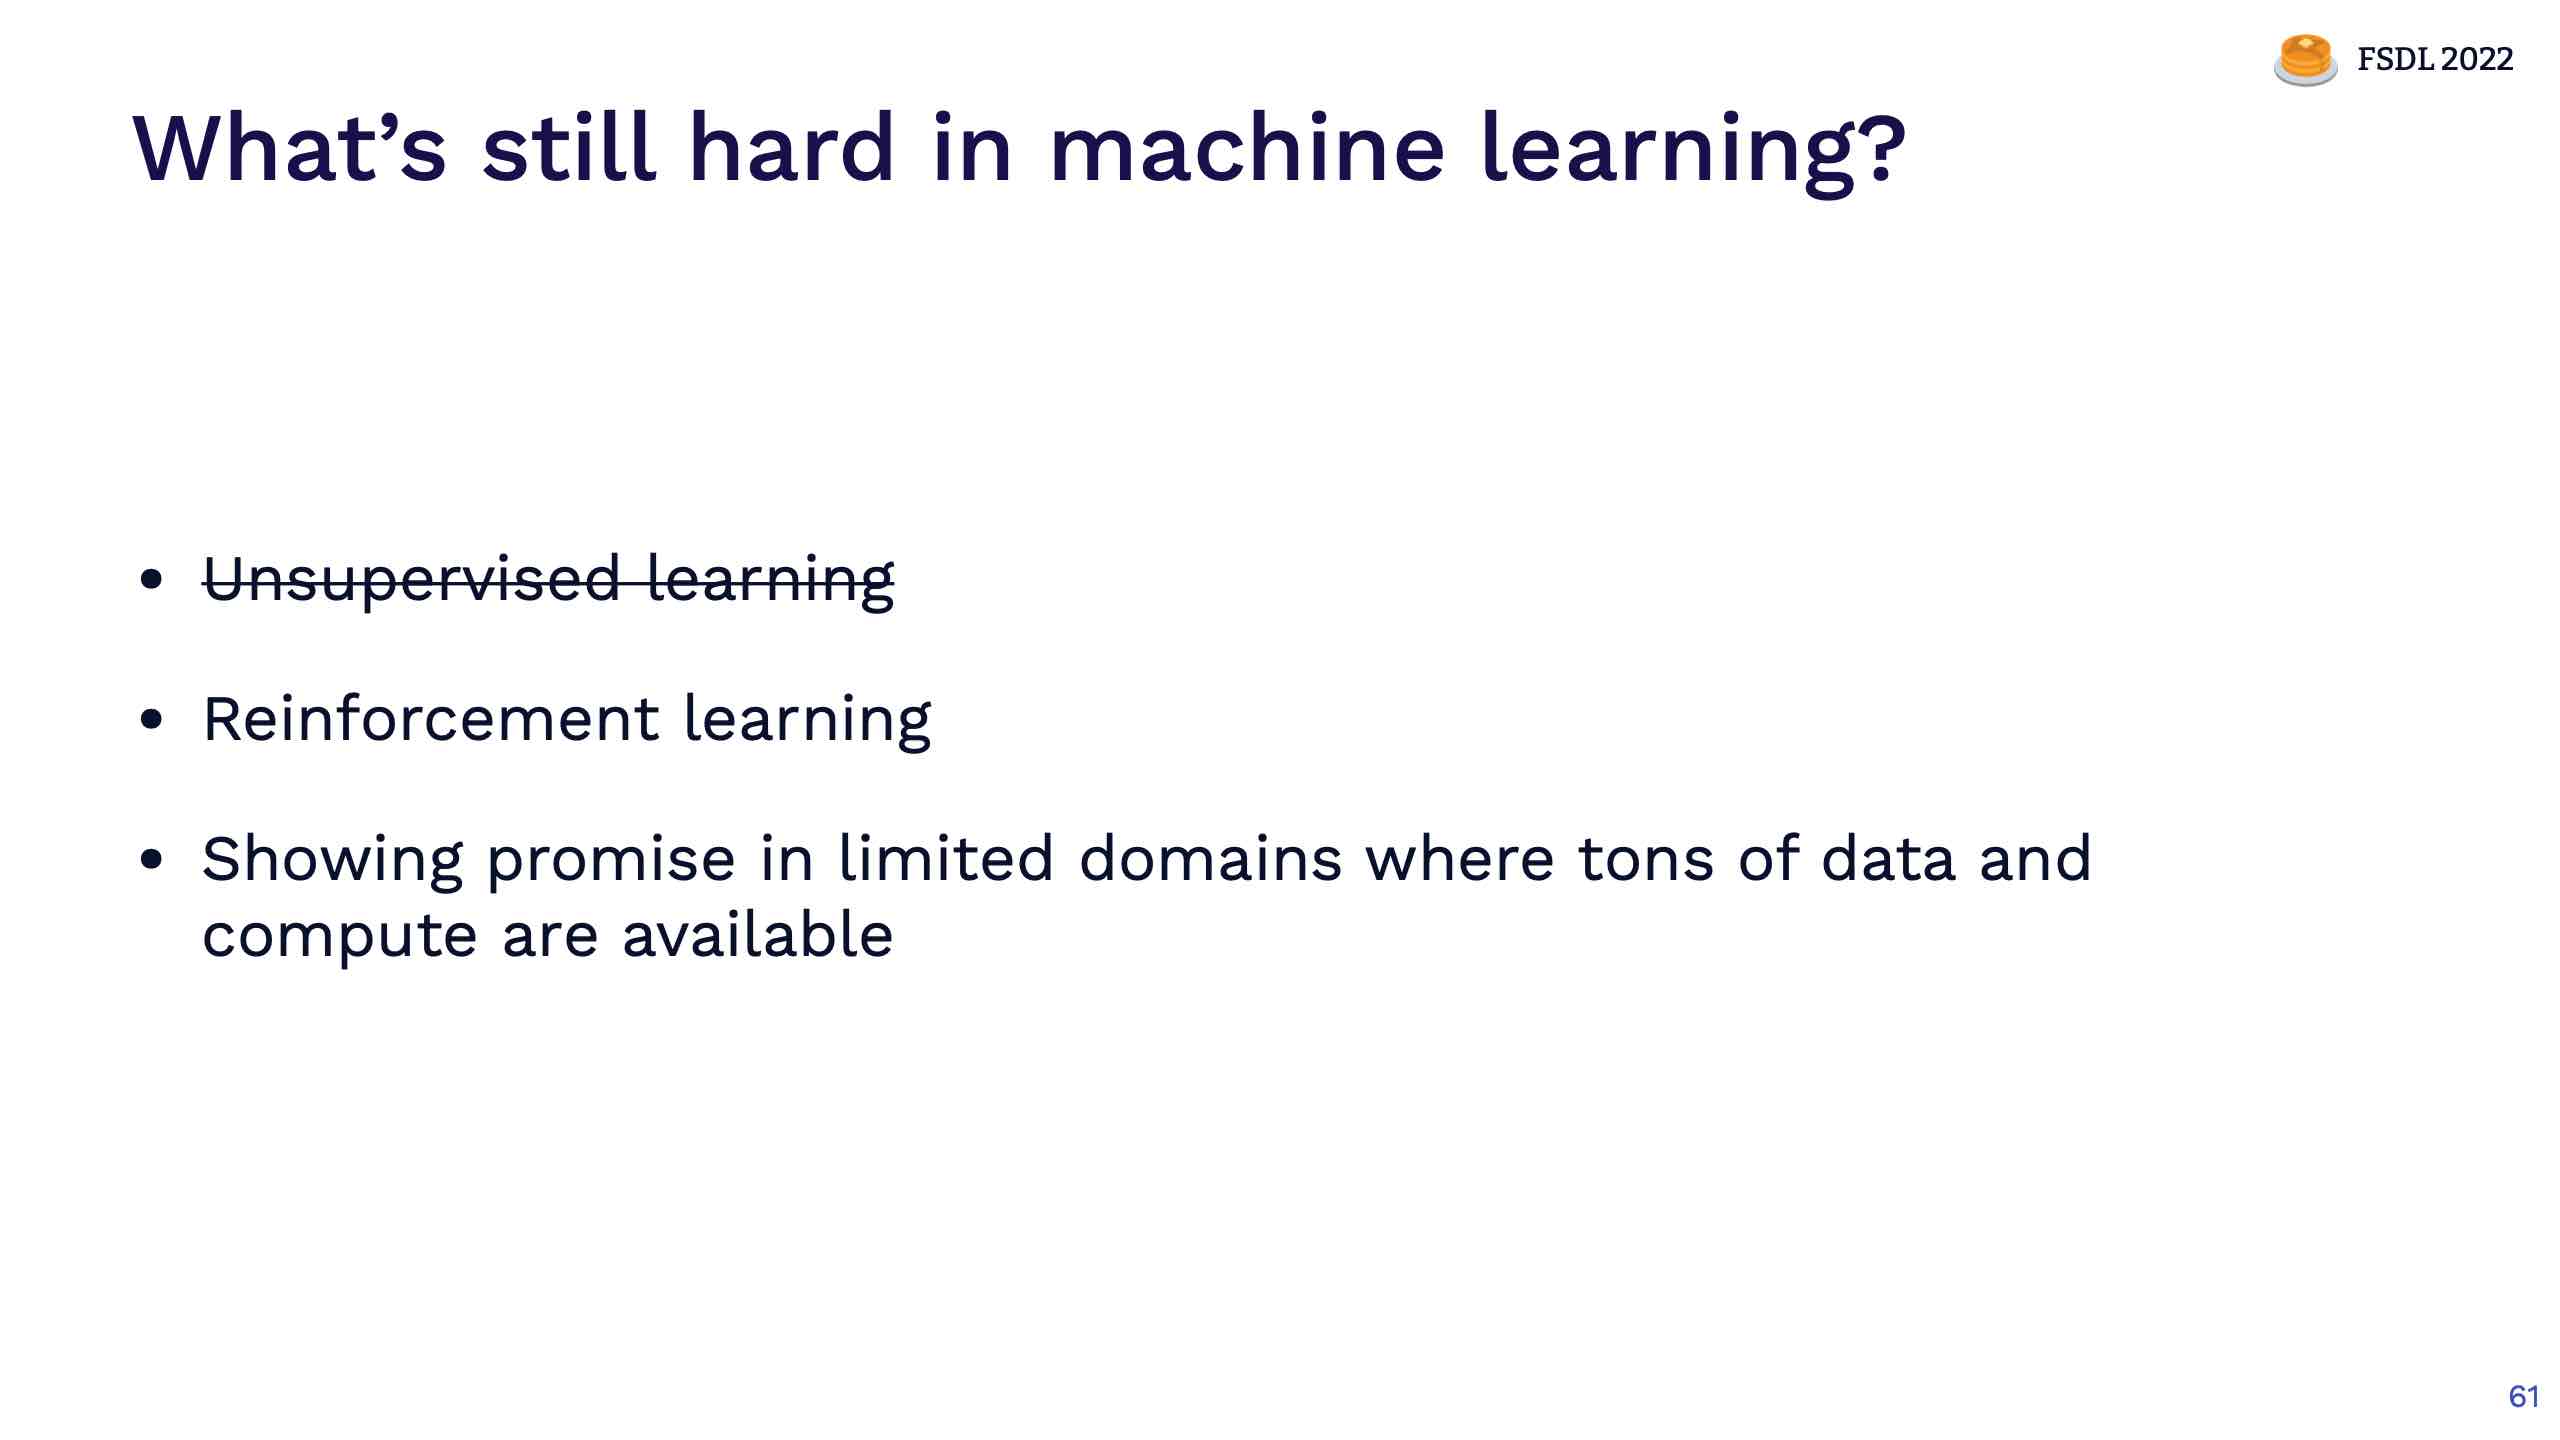 FSDL 2022
What’s still hard in machine learning?
• Unsupervised learning
• Reinforcement learning
• Showing promise in limited domains where tons of data and
compute are available
61